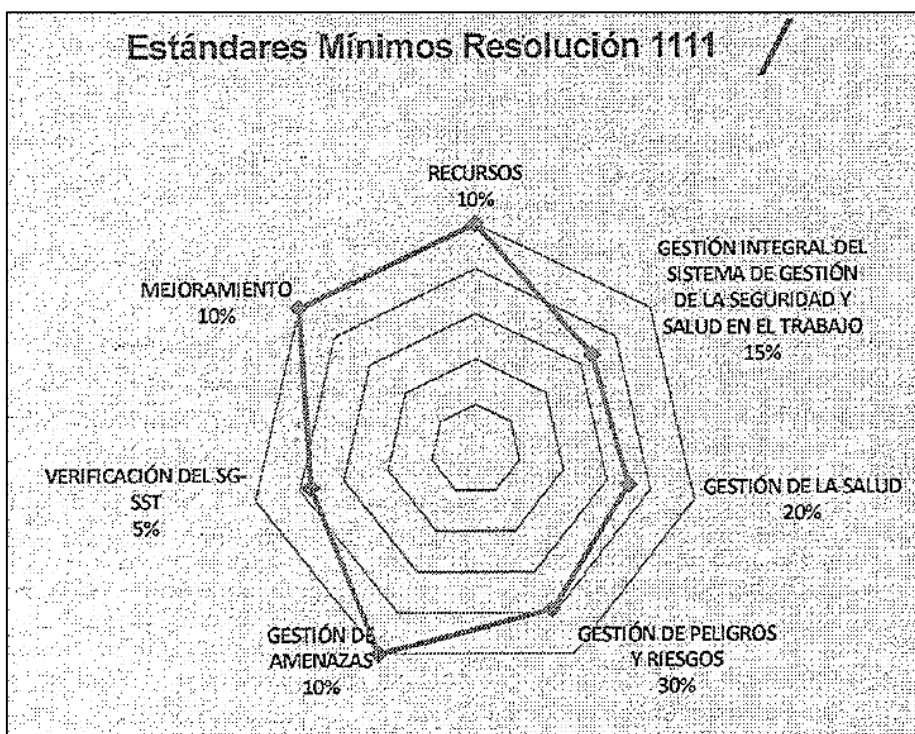 Estándares Mínimos Resolución 1111
RECURSOS
10%
GESTIÓN INTEGRAL DEL
SISTEMA DE GESTIÓN
DE LA SEGURIDAD Y
SALUD EN EL TRABAJO
15%
GESTIÓN DE LA SALUD
20%
GESTIÓN DE PELIGROS
Y RIESGOS
30%
GESTIÓN DE
AMENAZAS
10%
VERIFICACIÓN DEL SG-
SST
5%
MEJORAMIENTO
10%